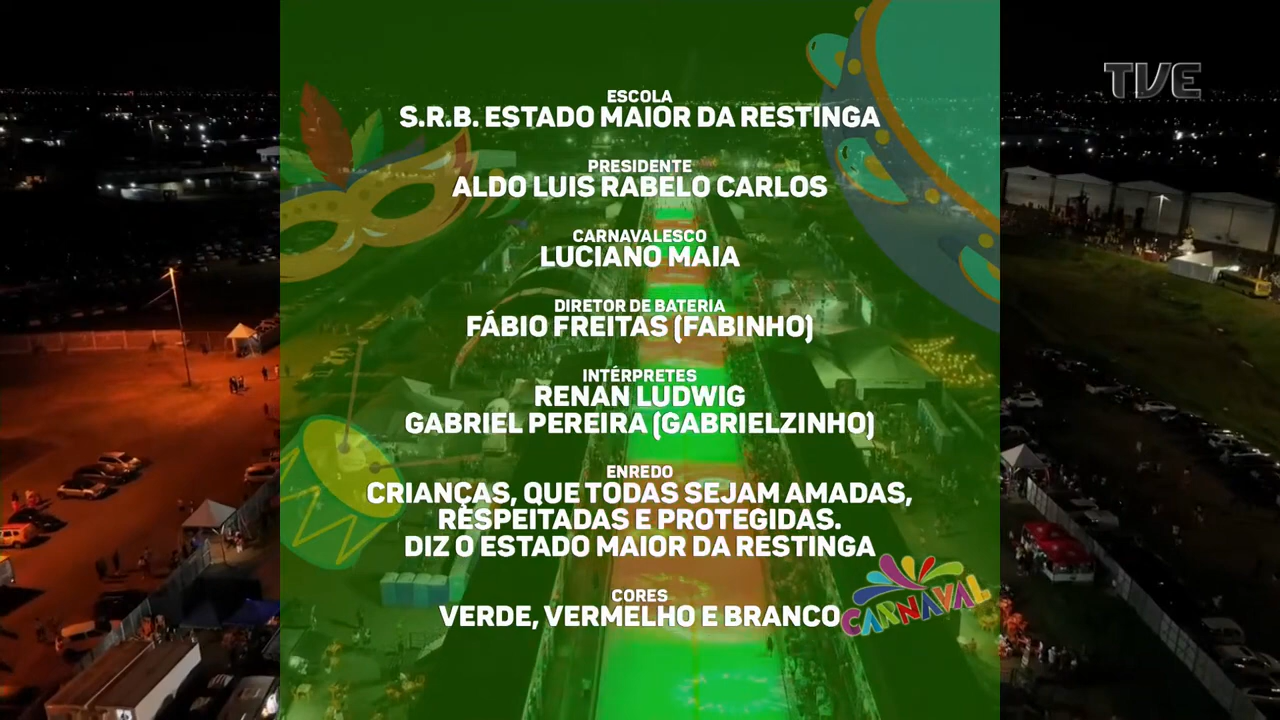 TVE
ESCOLA
S.R.B. ESTADO MAIOR DA RESTINGA
PRESIDENTE
ALDO LUIS RABELO CARLOS
CARNAVALESCO
LUCIANO MAIA
DIRETOR DE BATERIA
FÁBIO FREITAS (FABINHO)
INTÉRPRETES
RENAN LUDWIG
GABRIEL PEREIRA (GABRIELZINHO)
ENREDO
CRIANÇAS, QUE TODAS SEJAM AMADAS,
RESPEITADAS E PROTEGIDAS.
DIZ O ESTADO MAIOR DA RESTINGA
CORES
VERDE, VERMELHO E BRANCO
CARNAVAL